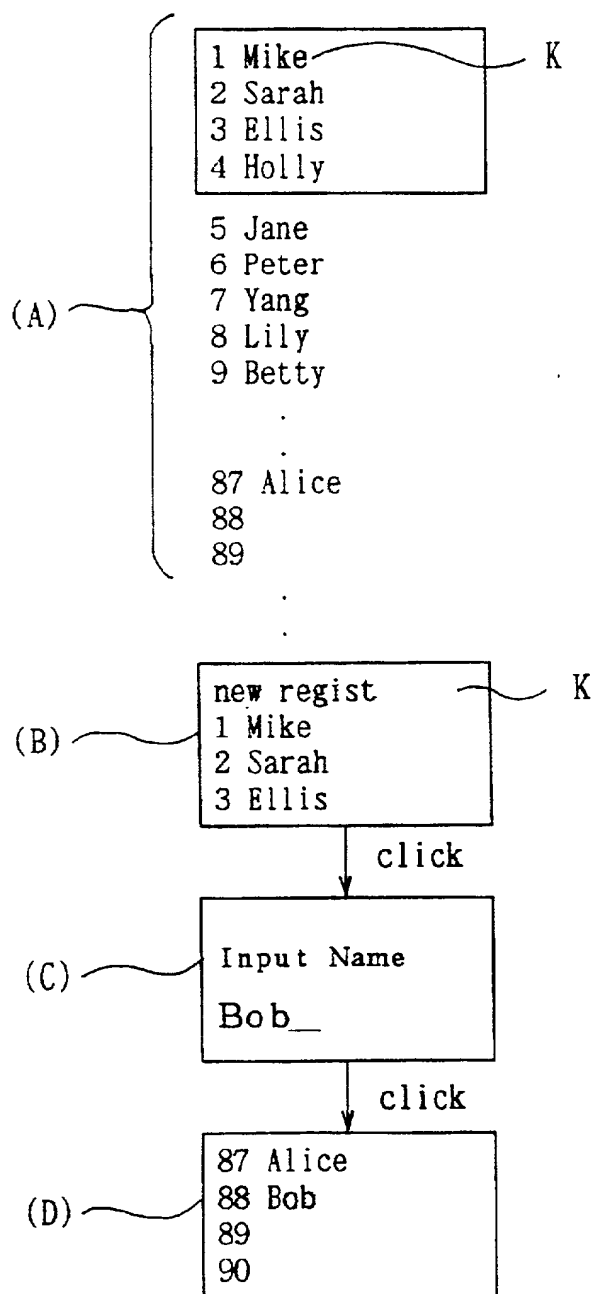 1 Mike K
2 Sarah
3 Ellis
4 Holly
5 Jane
6 Peter
(A)
7 Yang
8 Lily
9 Betty
.
.
87 Alice
88
89
.
.
new regist K
(B)
1 Mike
2 Sarah
3 Ellis
click
Input Name
(C)
Bob_
click
87 Alice
(D)
88 Bob
89
90